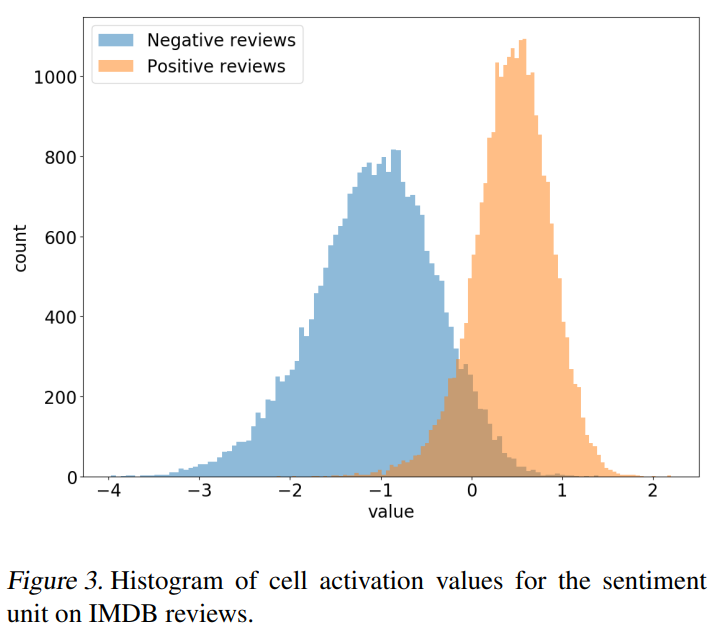 Negative reviews
Positive reviews
1000
800
600
400
200
0
count
−4 −3 −2 −1 0 1 2
value
Figure 3. Histogram of cell activation values for the sentiment
unit on IMDB reviews.